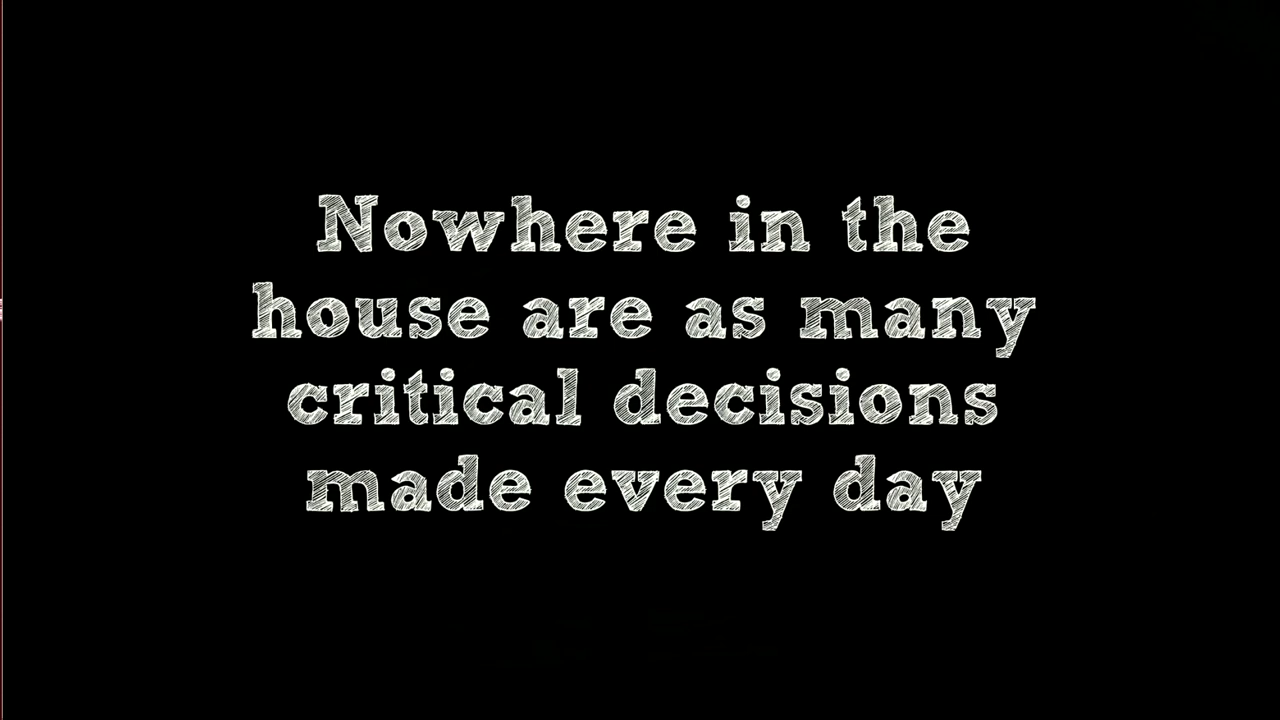 Nowhere in the
house are as many
critical decisions
made every day